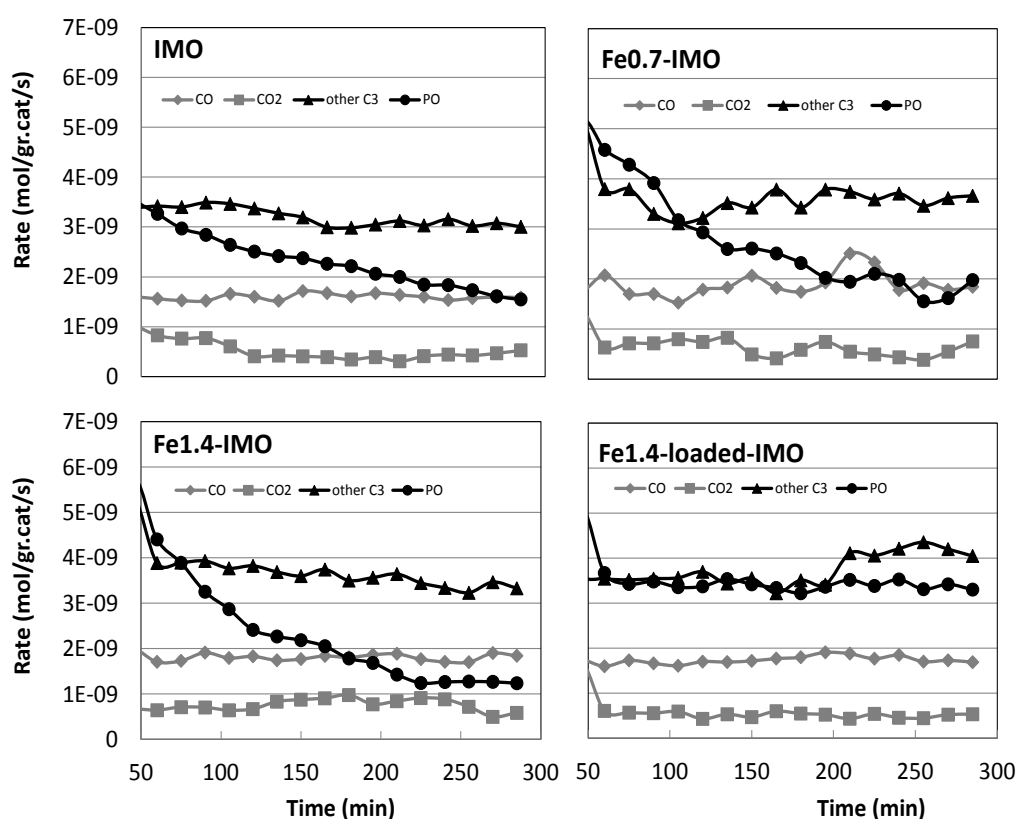 IMO
CO CO2 other C3 PO
7E-09
6E-09
5E-09
4E-09
3E-09
2E-09
1E-09
0
Rate (mol/gr.cat/s)
Fe0.7-IMO
CO CO2 other C3 PO
Fe1.4-IMO
CO CO2 other C3 PO
7E-09
6E-09
5E-09
4E-09
3E-09
2E-09
1E-09
0
Rate (mol/gr.cat/s)
50 100 150 200 250 300
Time (min)
Fe1.4-loaded-IMO
CO CO2 other C3 PO
50 100 150 200 250 300
Time (min)